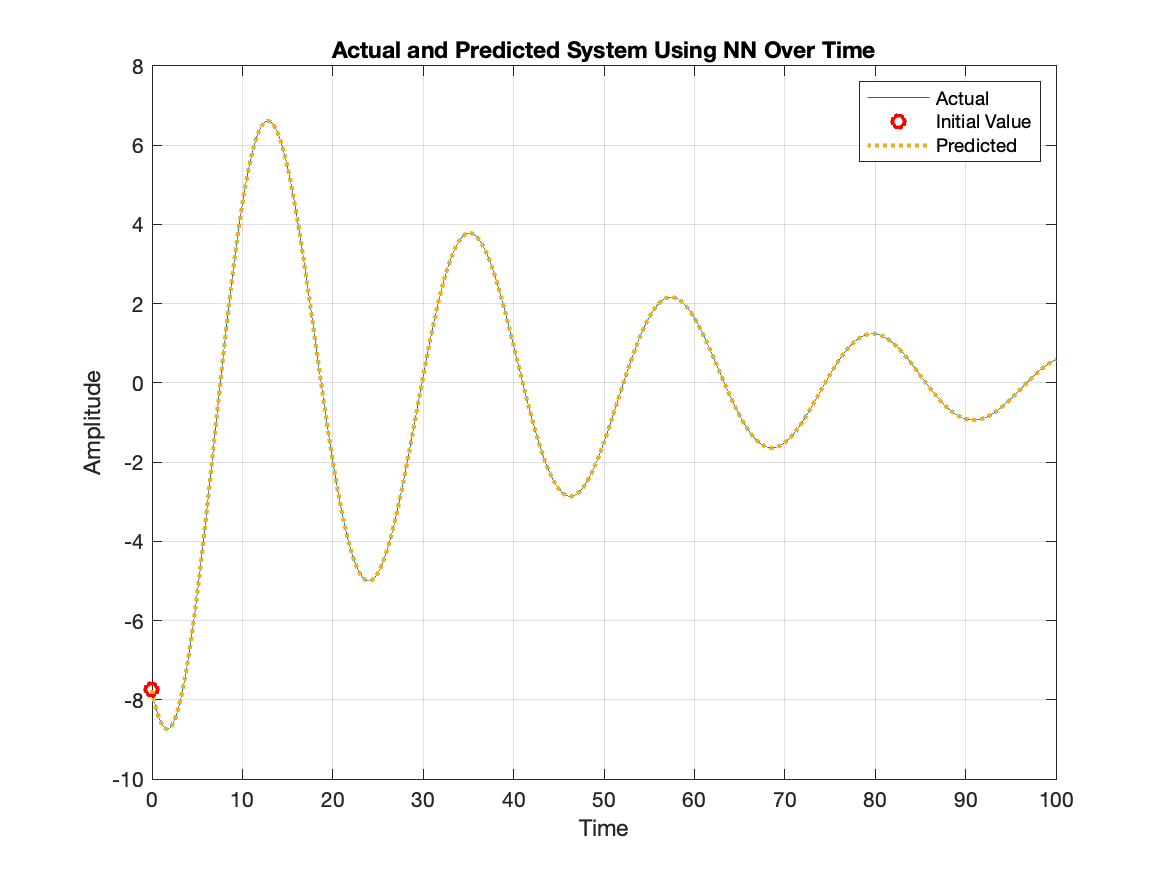 Actual and Predicted System Using NN Over Time
Actual
Initial Value
Predicted
8
6
4
2
0
-2
-4
-6
-8
-10
Amplitude
0 10 20 30 40 50 60 70 80 90 100
Time